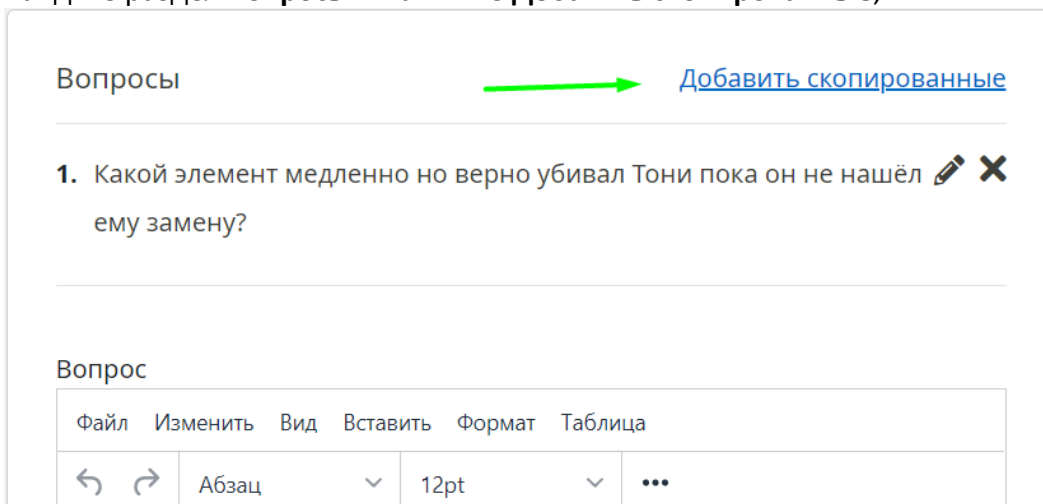 Вопросы
Добавить скопированные
1. Какой элемент медленно но верно убивал Тони пока он не нашёл
ему замену?
Вопрос
Файл Изменить Вид Вставить Формат Таблица
Абзац 12pt •••